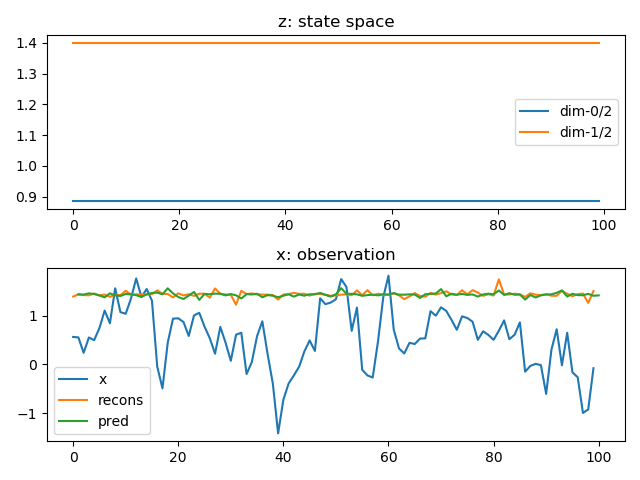 z: state space
1.4
1.3
1.2
1.1
1.0
0.9
dim-0/2
dim-1/2
0 20 40 60 80 100
x: observation
1
0
−1
x
recons
pred
0 20 40 60 80 100